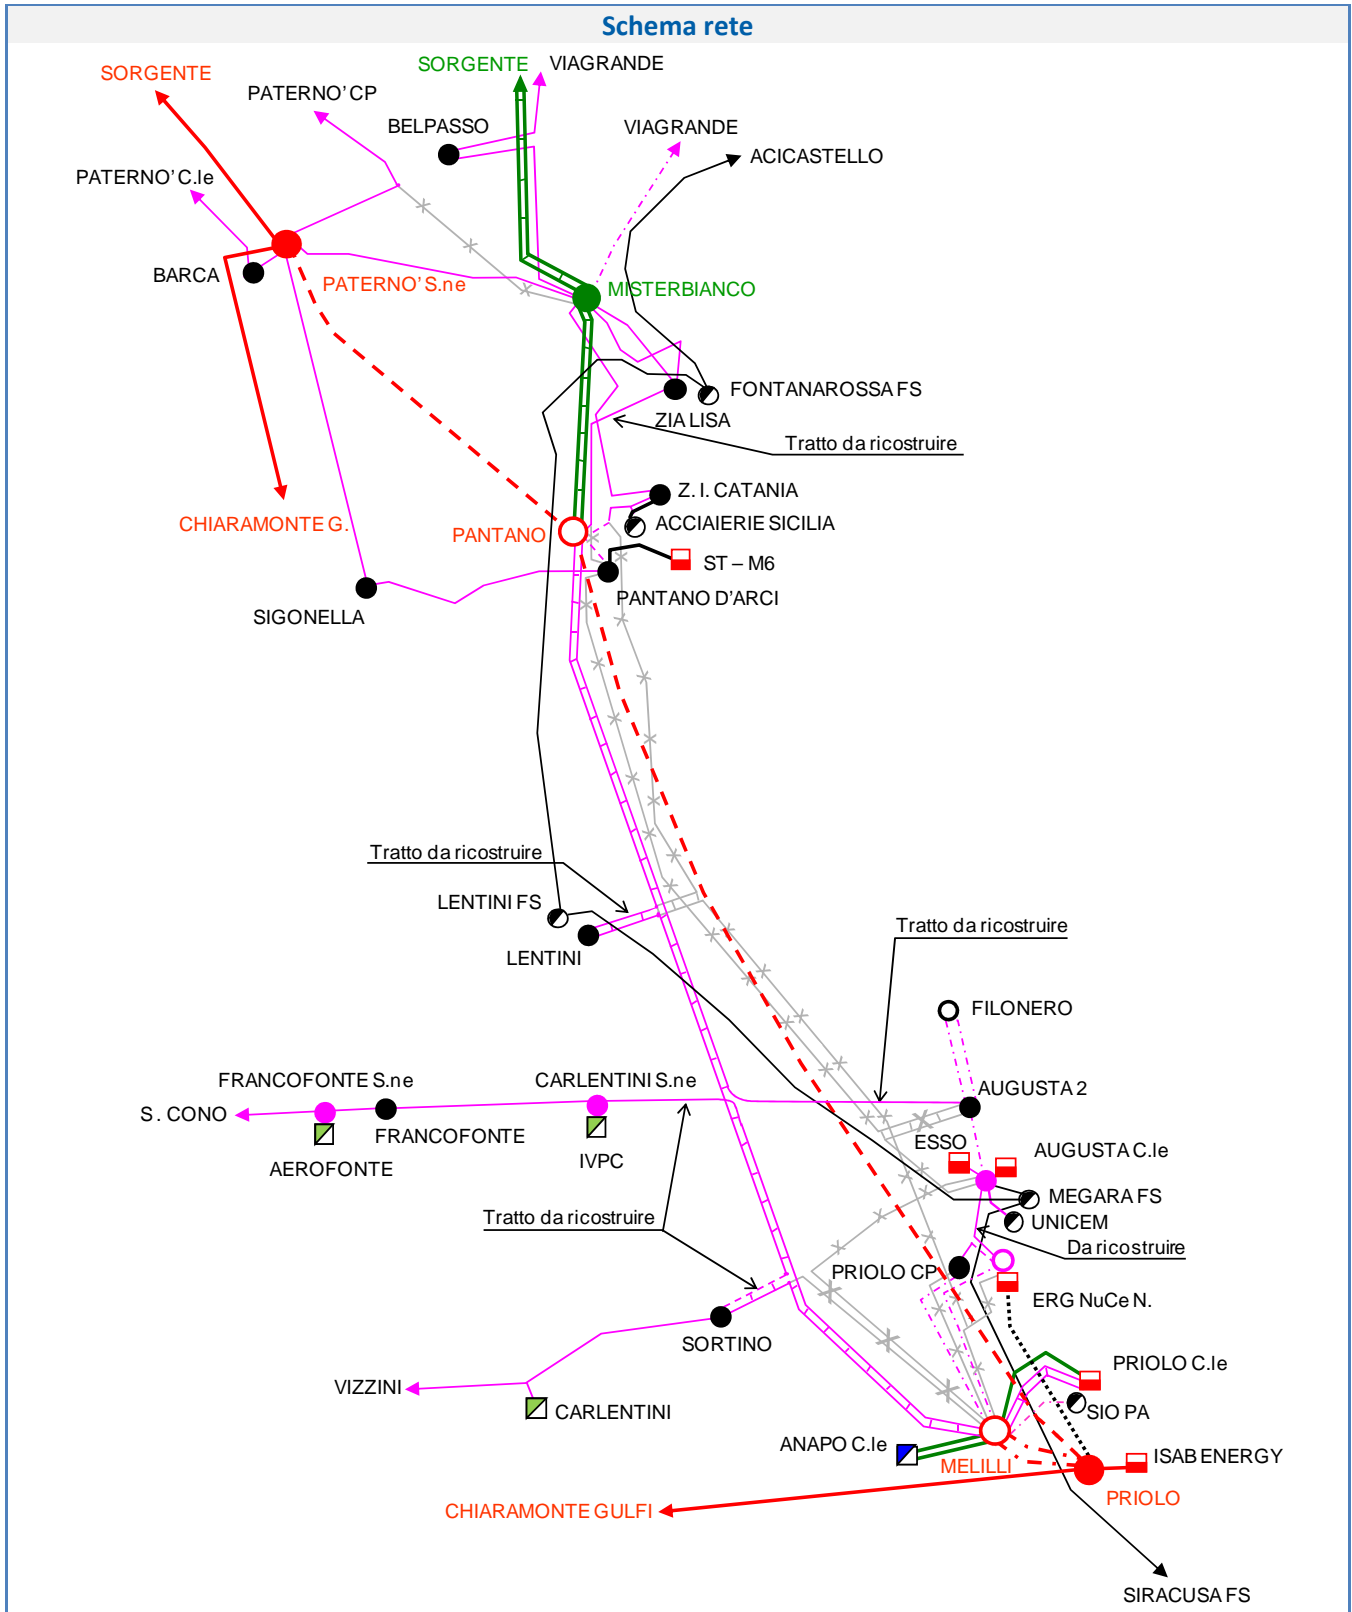 Schema rete
SORGENTE
SORGENTE
VIAGRANDE
PATERNO' CP
BELPASSO
VIAGRANDE
ACICASTELLO
PATERNO' C.le
BARCA
PATERNO' S.ne
MISTERBIANCO
FONTANAROSSA FS
ZIA LISA
Tratto da ricostruire
Z. I. CATANIA
ACCIAIERIE SICILIA
CHIARAMONTE G.
PANTANO
ST – M6
PANTANO D'ARCI
SIGONELLA
Tratto da ricostruire
LENTINI FS
LENTINI
Tratto da ricostruire
FILONERO
FRANCOFONTE S.ne
CARLENTINI S.ne
AUGUSTA 2
S. CONO
FRANCOFONTE
ESSO
AUGUSTA C.le
AEROFONTE
IVPC
MEGARA FS
UNICEM
Tratto da ricostruire
Da ricostruire
PRIOLO CP
ERG NuCe N.
SORTINO
PRIOLO C.le
VIZZINI
CARLENTINI
SIO PA
ANAPO C.le
MELILLI
ISAB ENERGY
PRIOLO
CHIARAMONTE GULFI
SIRACUSA FS